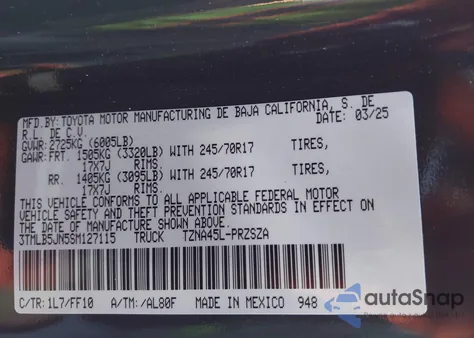 MFD.BY:TOYOTA MOTOR MANUFACTURING DE BAJA CALIFORNIA, S. DE
R.L. DE C.V. DATE: 03/25
GVWR: 2725KG (6005LB)
GAWR: FRT. 1505KG (3320LB) WITH 245/70R17 TIRES,
17X7J RIMS.
RR. 1405KG (3095LB) WITH 245/70R17 TIRES,
17X7J RIMS.
THIS VEHICLE CONFORMS TO ALL APPLICABLE FEDERAL MOTOR
VEHICLE SAFETY AND THEFT PREVENTION STANDARDS IN EFFECT ON
THE DATE OF MANUFACTURE SHOWN ABOVE.
3TMLB5JN5SM127115 TRUCK TZNA45L-PRZSZA
C/TR: 1L7/FF10 A/TM: /AL80F MADE IN MEXICO 948
autoSnap